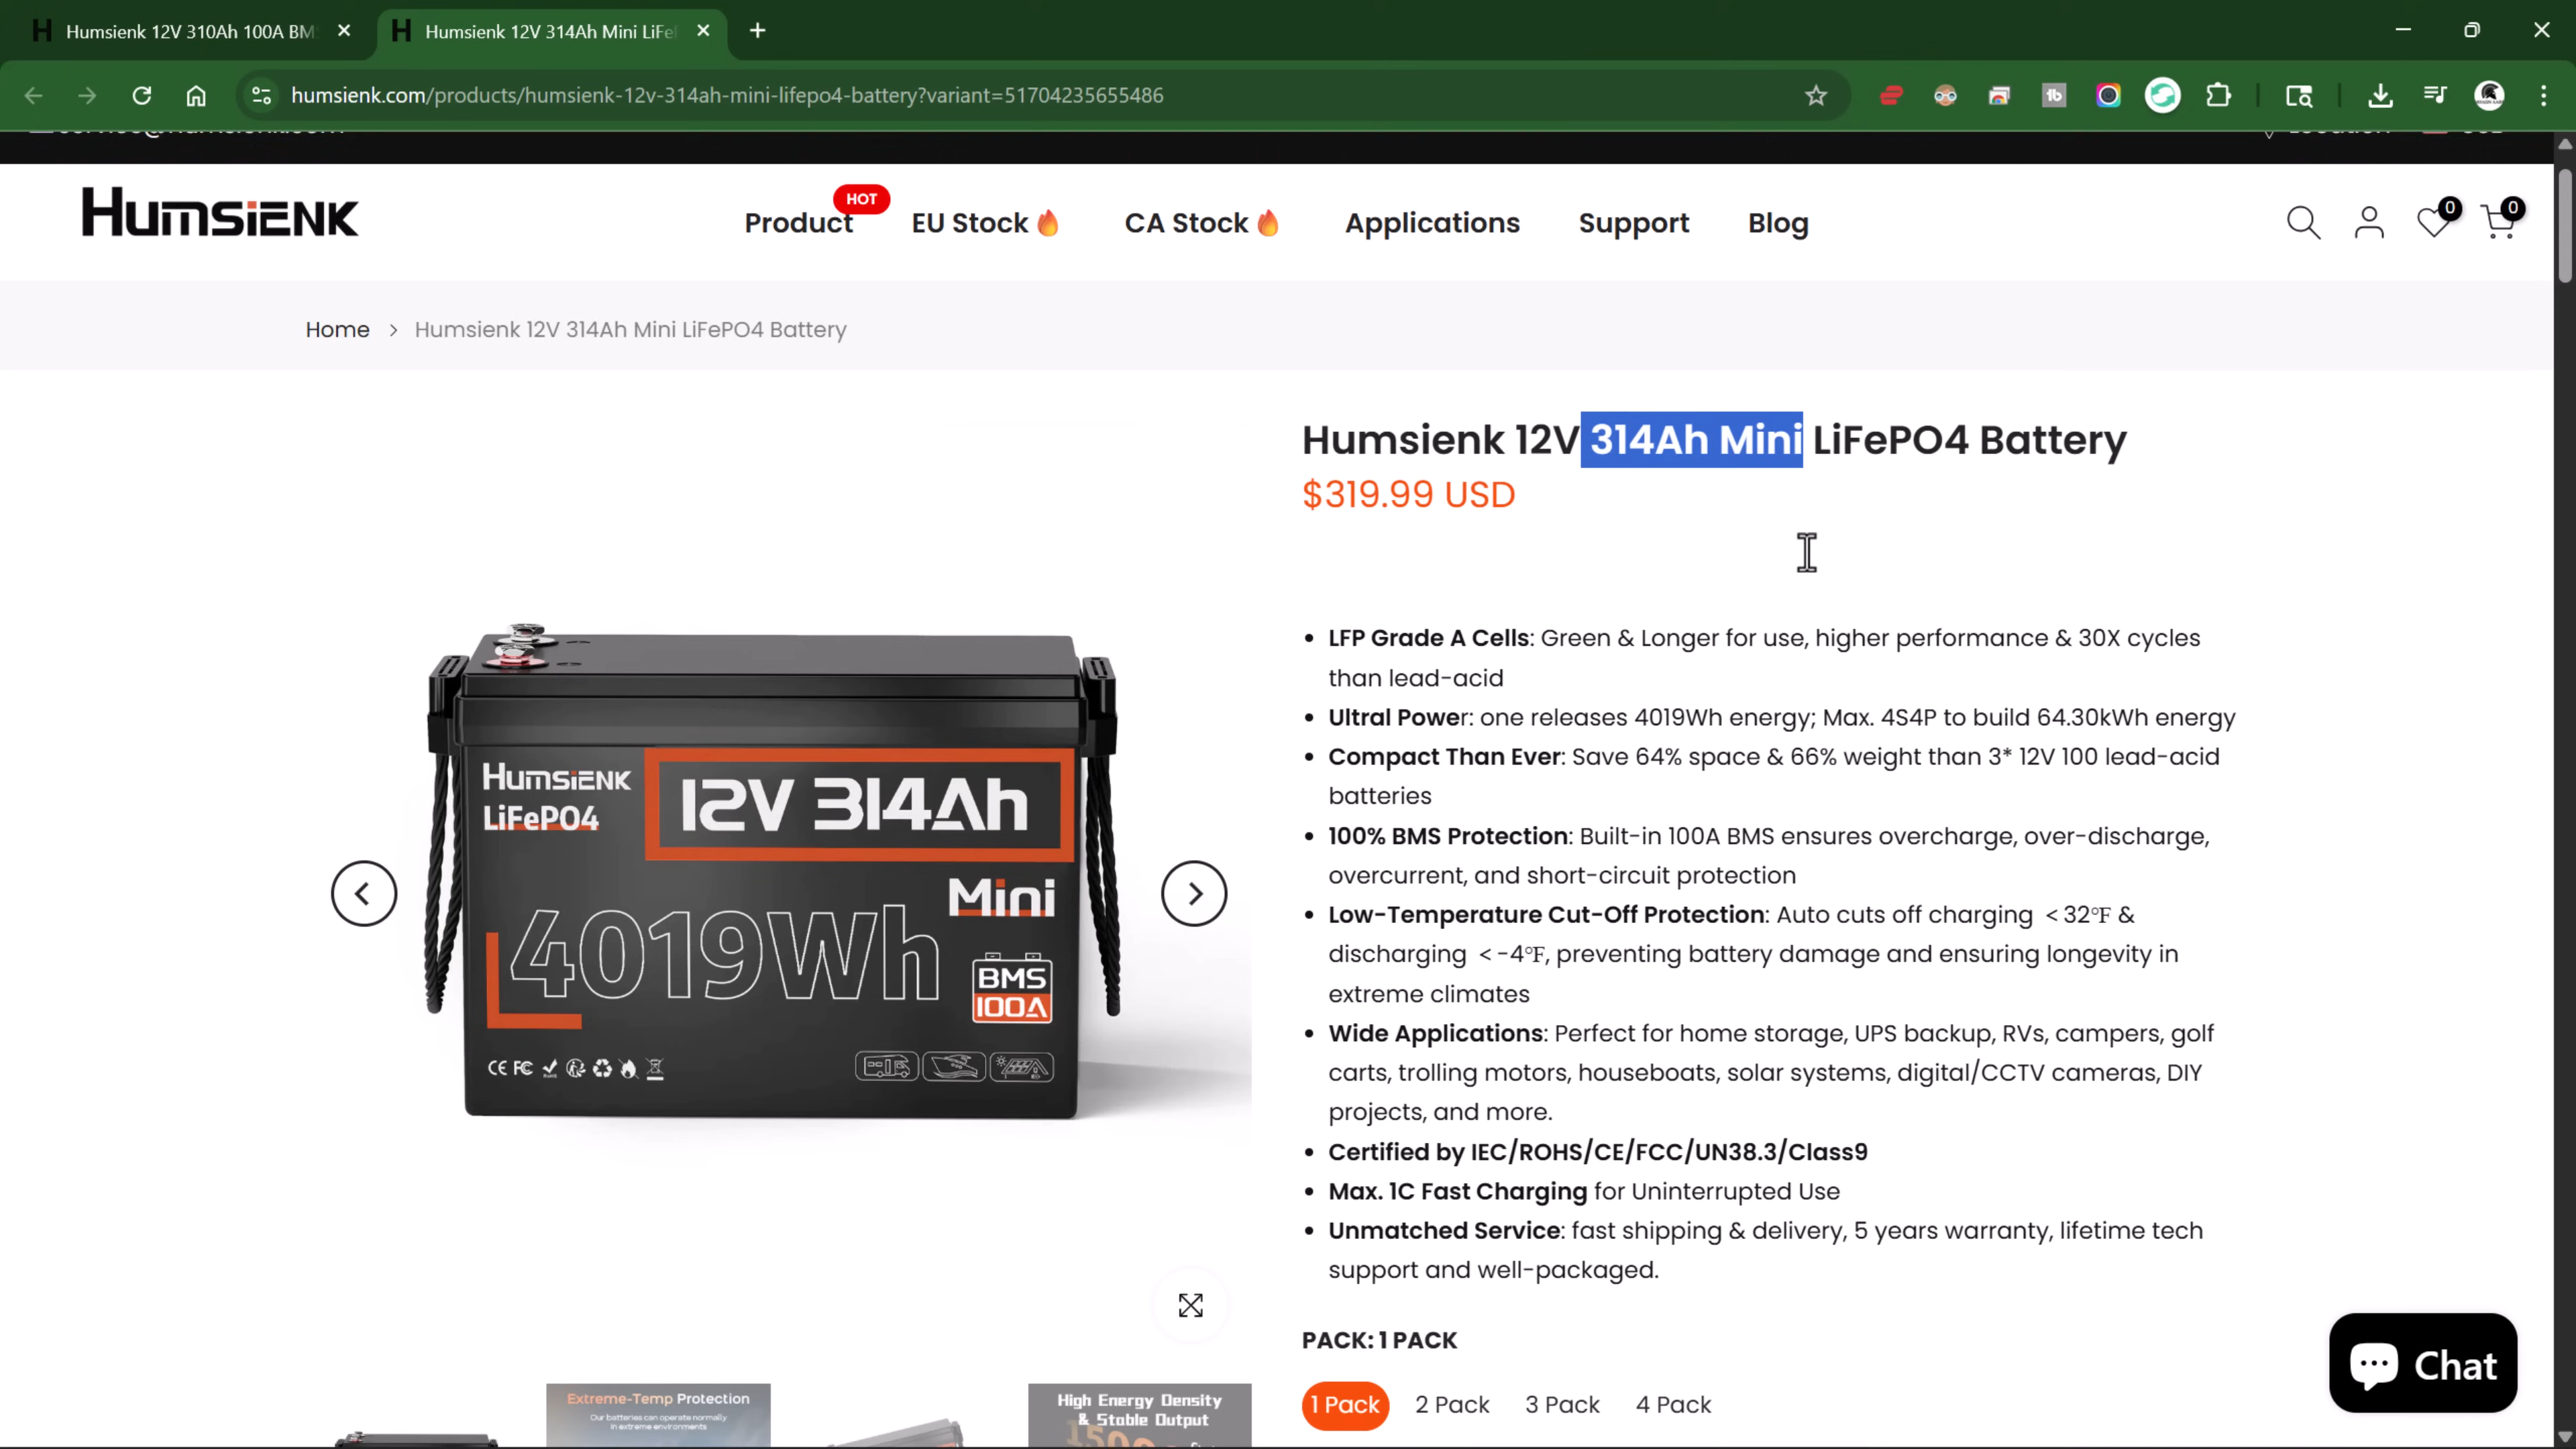 Humsienk 12V 310Ah 100A BM
Humsienk 12V 314Ah Mini LiFe
humsienk.com/products/humsienk-12v-314ah-mini-lifepo4-battery?variant=51704235655486
HUMSiENK
Product
HOT
EU Stock🔥
CA Stock🔥
Applications
Support
Blog
0
0
Home > Humsienk 12V 314Ah Mini LiFePO4 Battery
Humsienk 12V 314Ah Mini LiFePO4 Battery
$319.99 USD
• LFP Grade A Cells: Green & Longer for use, higher performance & 30X cycles
than lead-acid
• Ultral Power: one releases 4019Wh energy; Max. 4S4P to build 64.30kWh energy
• Compact Than Ever: Save 64% space & 66% weight than 3* 12V 100 lead-acid
batteries
• 100% BMS Protection: Built-in 100A BMS ensures overcharge, over-discharge,
overcurrent, and short-circuit protection
• Low-Temperature Cut-Off Protection: Auto cuts off charging < 32℉ &
discharging < -4℉, preventing battery damage and ensuring longevity in
extreme climates
• Wide Applications: Perfect for home storage, UPS backup, RVs, campers, golf
carts, trolling motors, houseboats, solar systems, digital/CCTV cameras, DIY
projects, and more.
• Certified by IEC/ROHS/CE/FCC/UN38.3/Class9
• Max. 1C Fast Charging for Uninterrupted Use
• Unmatched Service: fast shipping & delivery, 5 years warranty, lifetime tech
support and well-packaged.
PACK: 1 PACK
1 Pack
2 Pack
3 Pack
4 Pack
Chat
HUMSiENK
LiFePO4
12V 314Ah
Mini
4019Wh
BMS
100A
CE FC
Extreme-Temp Protection
Our batteries can operate normally
in extreme environments
High Energy Density
& Stable Output